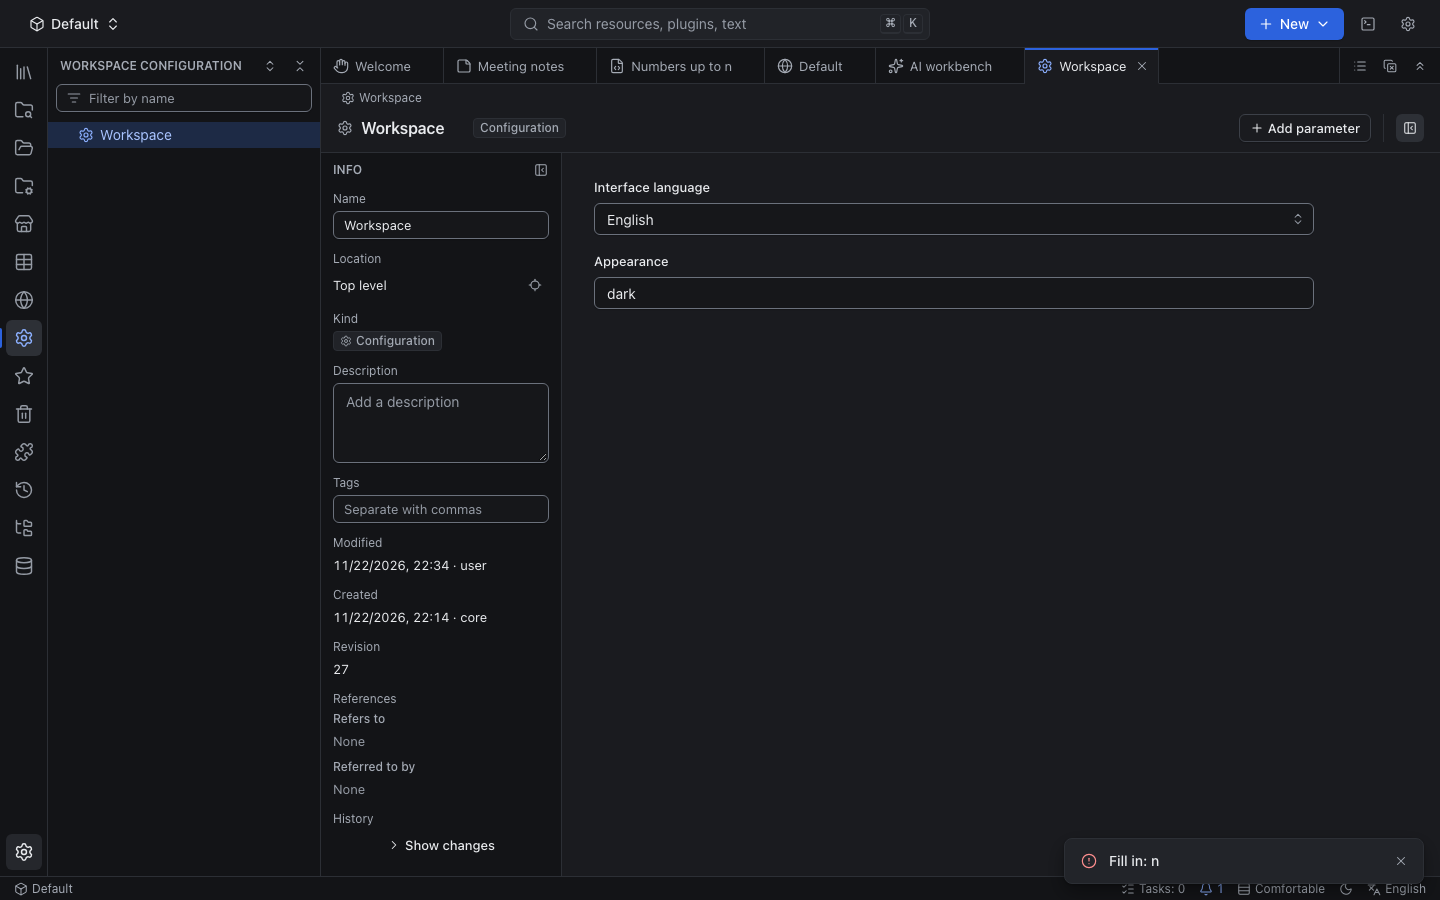 Default
Search resources, plugins, text
⌘ K
New
WORKSPACE CONFIGURATION
Filter by name
Workspace
Welcome
Meeting notes
Numbers up to n
Default
AI workbench
Workspace
Workspace
Workspace
Configuration
Add parameter
INFO
Name
Workspace
Location
Top level
Kind
Configuration
Description
Add a description
Tags
Separate with commas
Modified
11/22/2026, 22:34 · user
Created
11/22/2026, 22:14 · core
Revision
27
References
Refers to
None
Referred to by
None
History
Show changes
Interface language
English
Appearance
dark
Fill in: n
Default
Tasks: 0
1
Comfortable
English